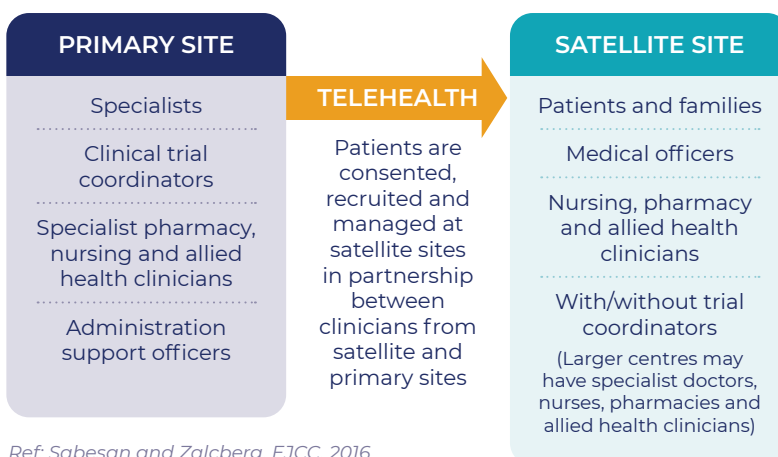 PRIMARY SITE
Specialists
Clinical trial
coordinators
Specialist pharmacy,
nursing and allied
health clinicians
Administration
support officers
TELEHEALTH
Patients are
consented,
recruited and
managed at
satellite sites
in partnership
between
clinicians from
satellite and
primary sites
SATELLITE SITE
Patients and families
Medical officers
Nursing, pharmacy
and allied health
clinicians
With/without trial
coordinators
(Larger centres may
have specialist doctors,
nurses, pharmacies and
allied health clinicians)
Ref: Sabesan and Zalcberg, EJCC, 2016